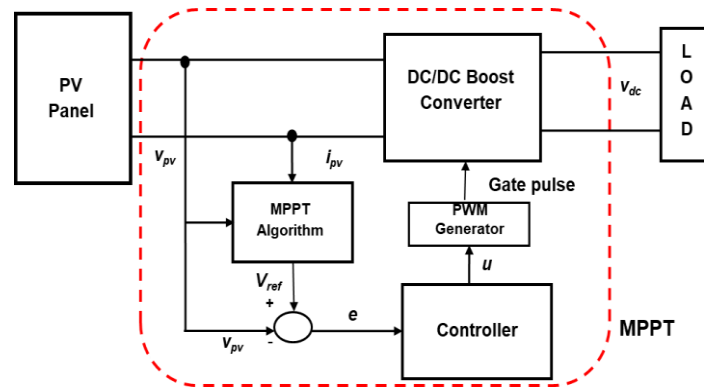 PV
Panel
DC/DC Boost
Converter
L
O
A
D
v_dc
v_pv
i_pv
Gate pulse
MPPT
Algorithm
PWM
Generator
V_ref
u
+
e
Controller
MPPT
v_pv
-